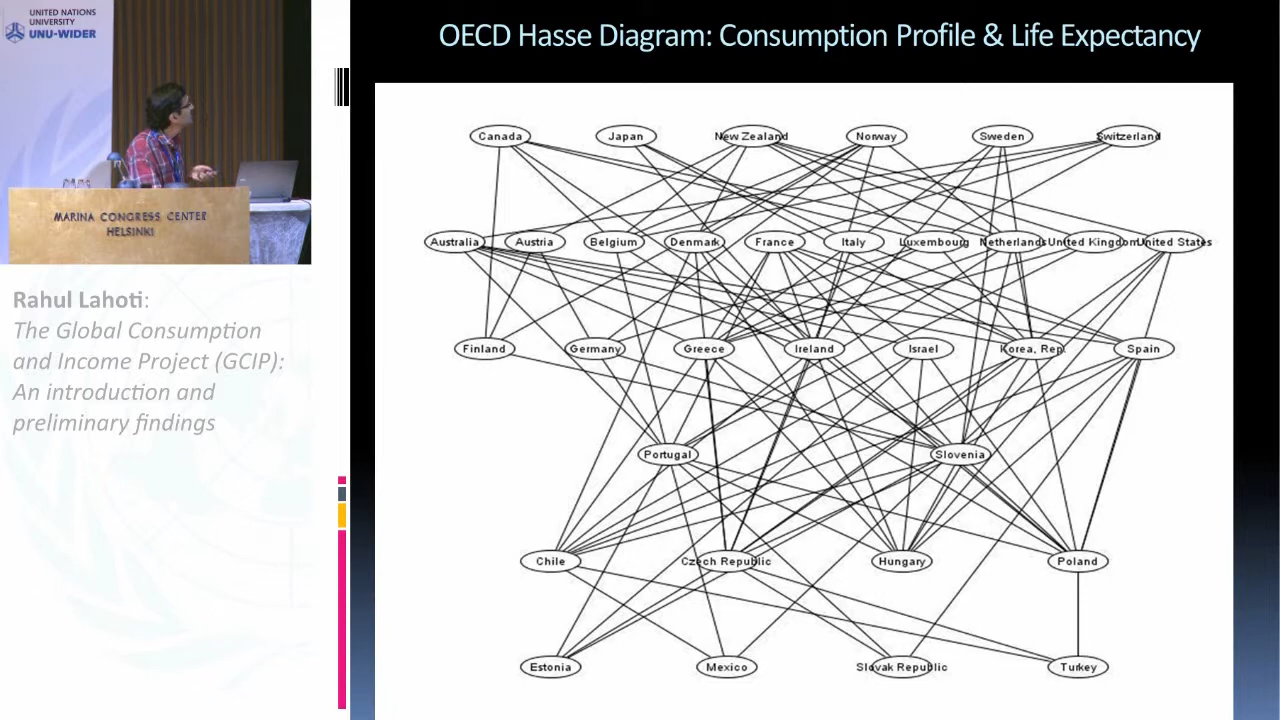 UNITED NATIONS
UNIVERSITY
UNU-WIDER
MARINA CONGRESS CENTER
HELSINKI
Rahul Lahoti:
The Global Consumption
and Income Project (GCIP):
An introduction and
preliminary findings
OECD Hasse Diagram: Consumption Profile & Life Expectancy
Canada Japan New Zealand Norway Sweden Switzerland
Australia Austria Belgium Denmark France Italy Luxembourg Netherlands United Kingdom United States
Finland Germany Greece Ireland Israel Korea, Rep. Spain
Portugal Slovenia
Chile Czech Republic Hungary Poland
Estonia Mexico Slovak Republic Turkey